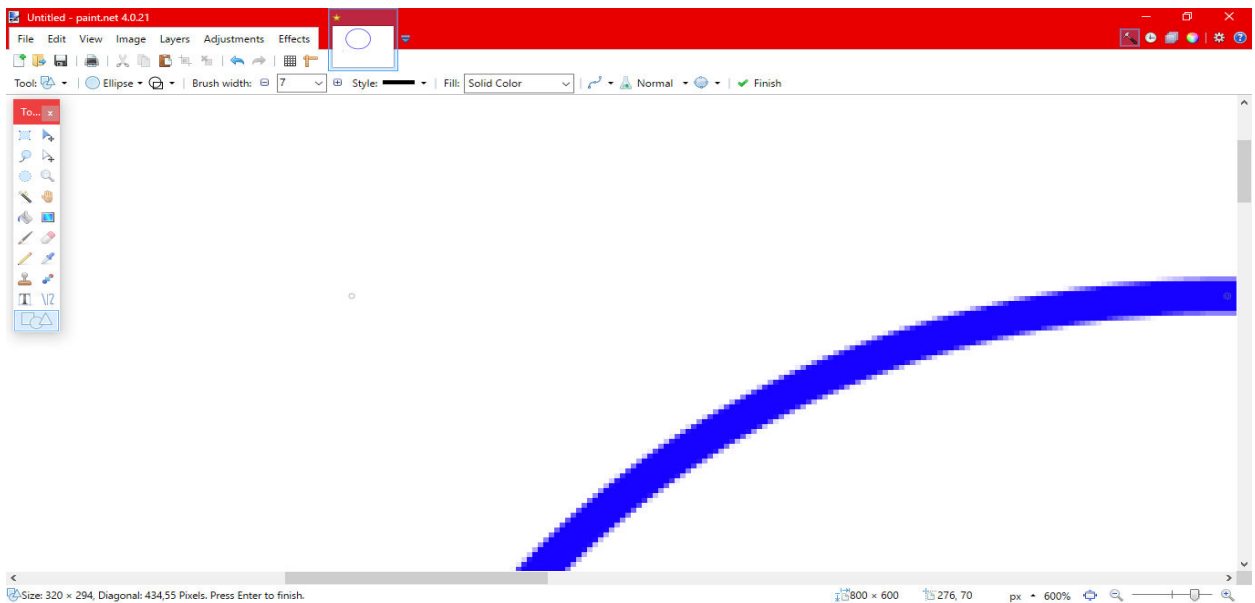 Untitled - paint.net 4.0.21
File Edit View Image Layers Adjustments Effects
Tool: Ellipse Brush width: 7 Style: Fill: Solid Color Normal Finish
To...
Size: 320 × 294, Diagonal: 434,55 Pixels. Press Enter to finish. 800 × 600 276, 70 px 600%